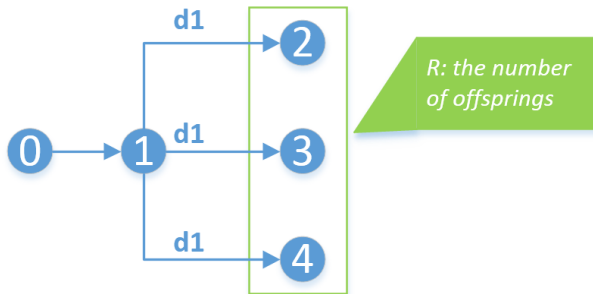 d1
2
R: the number
of offsprings
0
1
d1
3
d1
4